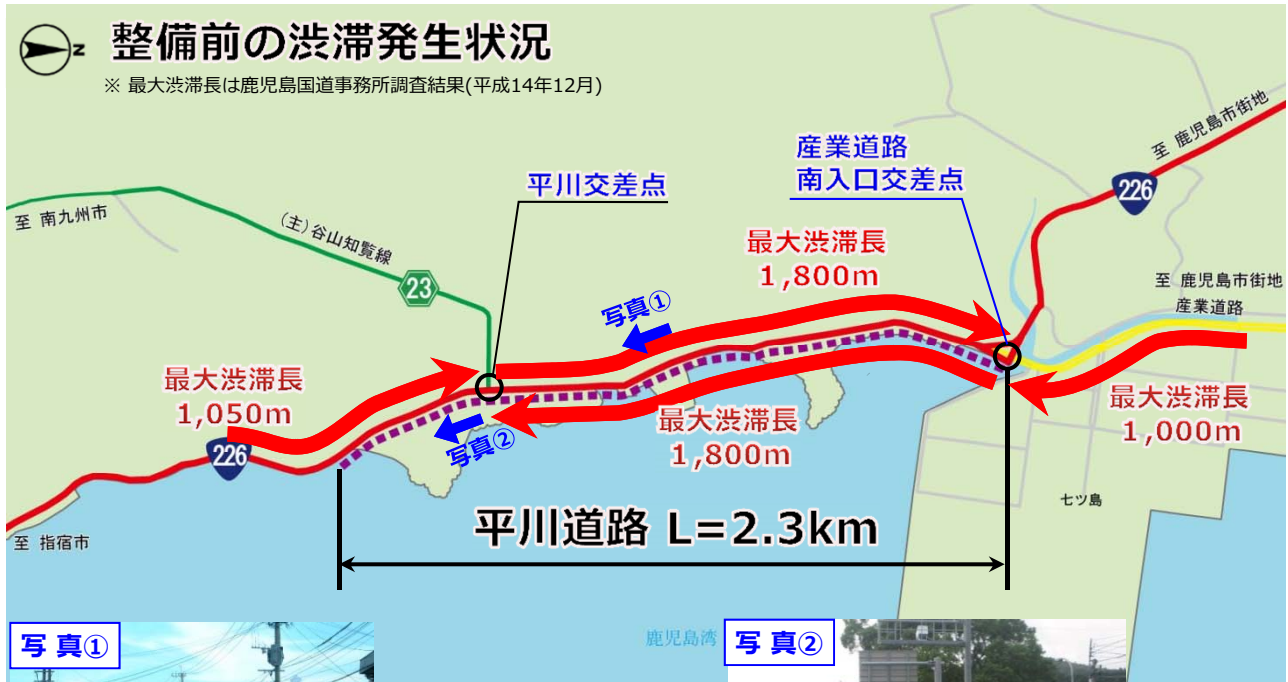 整備前の渋滞発生状況
※ 最大渋滞長は鹿児島国道事務所調査結果(平成14年12月)
z
至 鹿児島市街地
226
産業道路
南入口交差点
平川交差点
至 南九州市
(主)谷山知覧線
23
最大渋滞長
1,800m
至 鹿児島市街地
産業道路
写真①
最大渋滞長
1,050m
226
写真②
最大渋滞長
1,800m
最大渋滞長
1,000m
七ツ島
平川道路 L=2.3km
至 指宿市
鹿児島湾
写 真①
写 真②